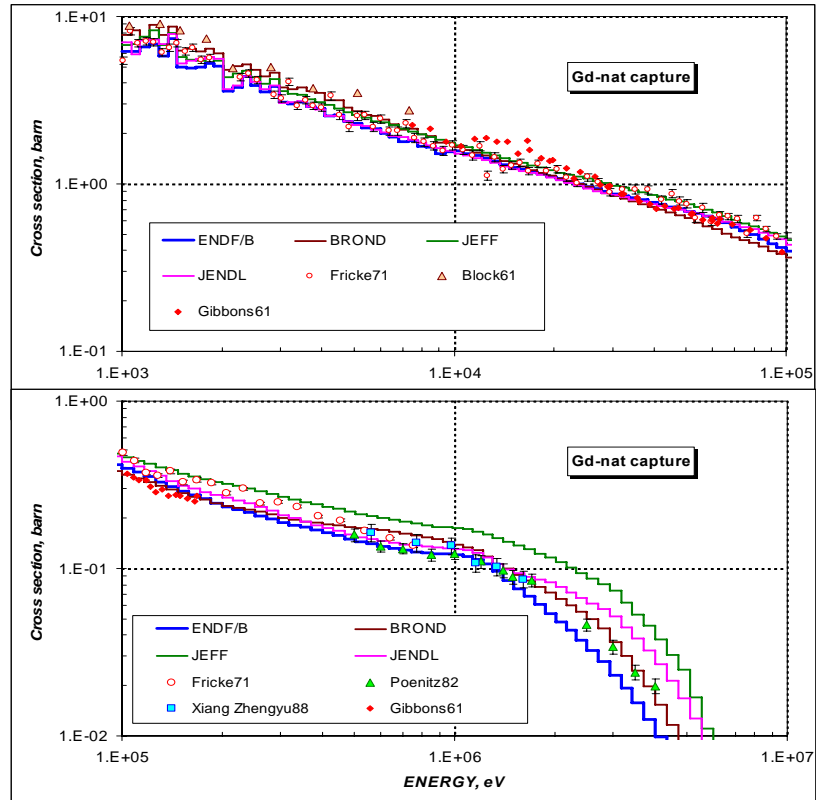 1.E+01
Gd-nat capture
Cross section, barn
1.E+00
ENDF/B BROND JEFF
JENDL Fricke71 Block61
Gibbons61
1.E-01
1.E+03 1.E+04 1.E+05
1.E+00
Gd-nat capture
Cross section, barn
1.E-01
ENDF/B BROND
JEFF JENDL
Fricke71 Poenitz82
Xiang Zhengyu88 Gibbons61
1.E-02
1.E+05 1.E+06 1.E+07
ENERGY, eV